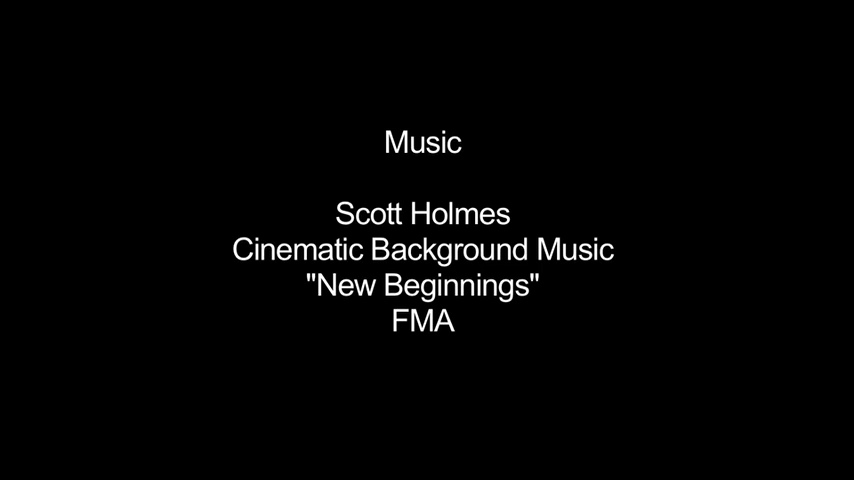 Music
Scott Holmes
Cinematic Background Music
"New Beginnings"
FMA